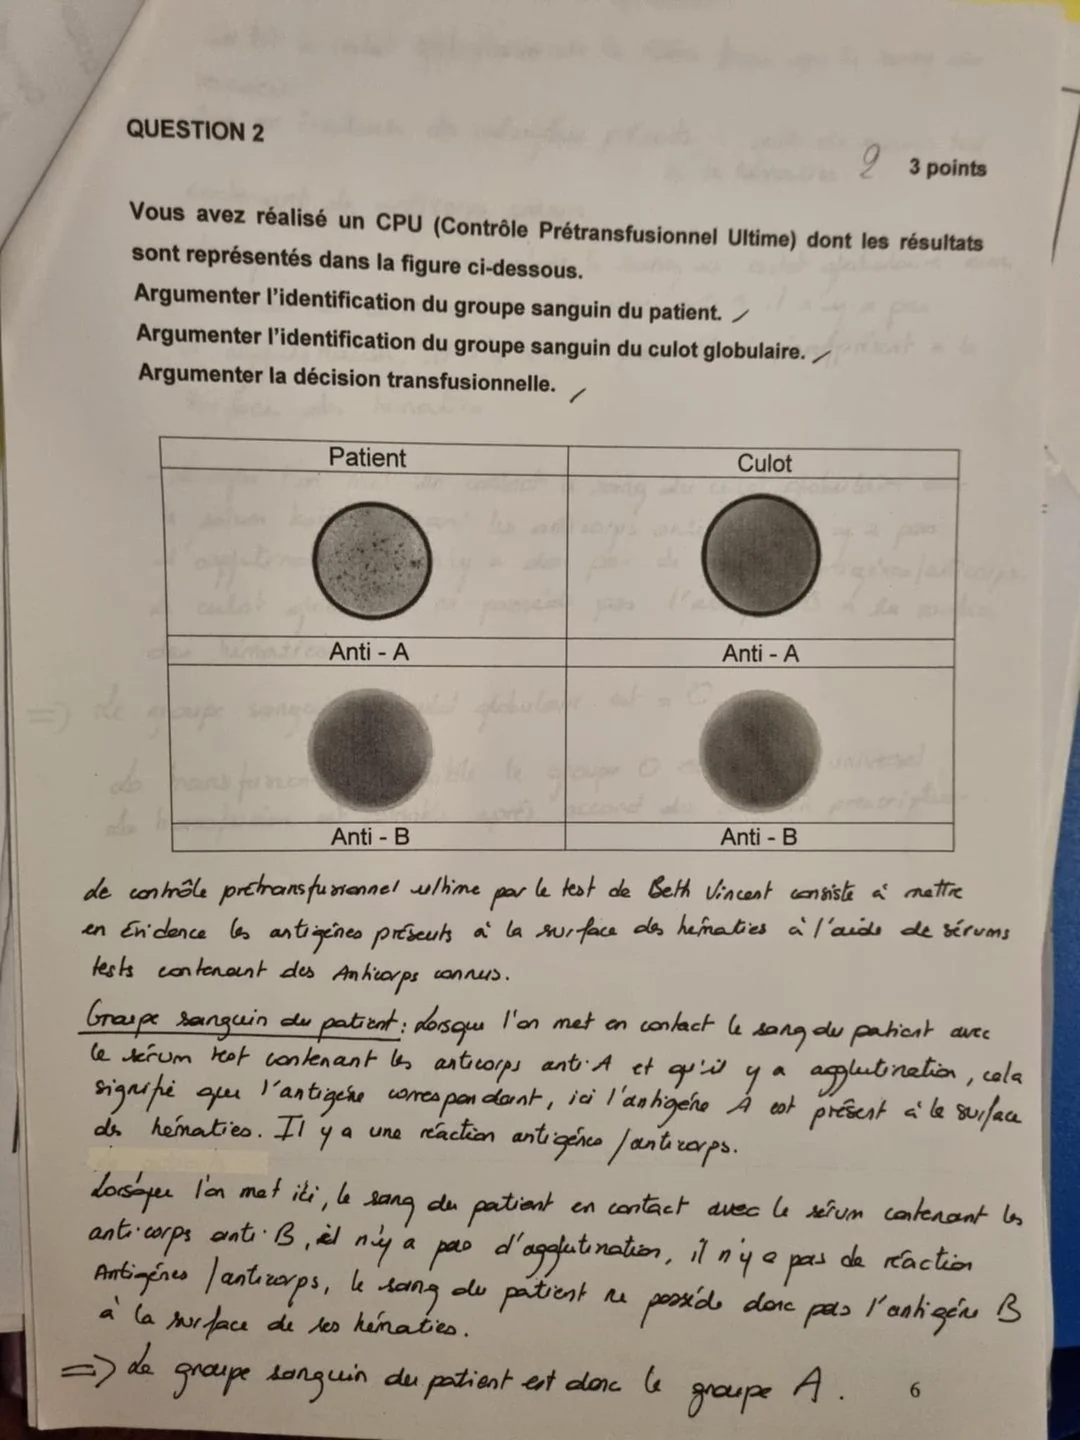 QUESTION 2
2 3 points
Vous avez réalisé un CPU (Contrôle Prétransfusionnel Ultime) dont les résultats
sont représentés dans la figure ci-dessous.
Argumenter l'identification du groupe sanguin du patient.
Argumenter l'identification du groupe sanguin du culot globulaire.
Argumenter la décision transfusionnelle.
Patient Culot
Anti - A Anti - A
Anti - B Anti - B
Le contrôle prétransfusionnel ultime par le test de Beth Vincent consiste à mettre
en évidence les antigènes présents à la surface des hématies à l'aide de sérums
tests contenant des Anticorps connus.
Groupe sanguin du patient : Lorsque l'on met en contact le sang du patient avec
le sérum test contenant les anticorps anti A et qu'il y a agglutination, cela
signifie que l'antigène correspondant, ici l'antigène A est présent à la surface
des hématies. Il y a une réaction antigènes / anticorps.
Lorsque l'on met ici, le sang du patient en contact avec le sérum contenant les
anti-corps anti-B, il n'y a pas d'agglutination, il n'y a pas de réaction
Antigènes / anticorps, le sang du patient ne possède donc pas l'antigène B
à la surface de ses hématies.
=> Le groupe sanguin du patient est donc le groupe A.
6